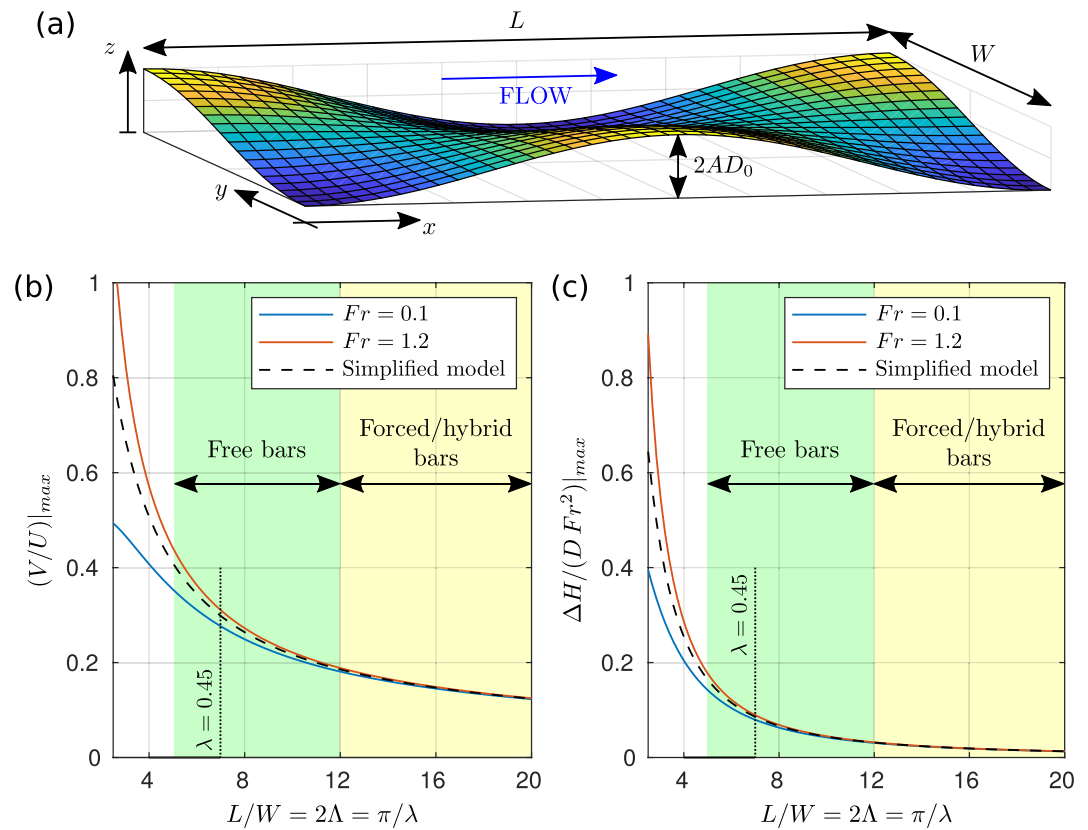 (a)
z
L
W
FLOW
2AD₀
y
x
(b)
1
0.8
0.6
0.4
0.2
0
(V/U)|ₘₐₓ
Fr = 0.1
Fr = 1.2
Simplified model
Free bars
Forced/hybrid
bars
λ = 0.45
4
8
12
16
20
L/W = 2Λ = π/λ
(c)
1
0.8
0.6
0.4
0.2
0
ΔH/(D Fr²)|ₘₐₓ
Fr = 0.1
Fr = 1.2
Simplified model
Free bars
Forced/hybrid
bars
λ = 0.45
4
8
12
16
20
L/W = 2Λ = π/λ